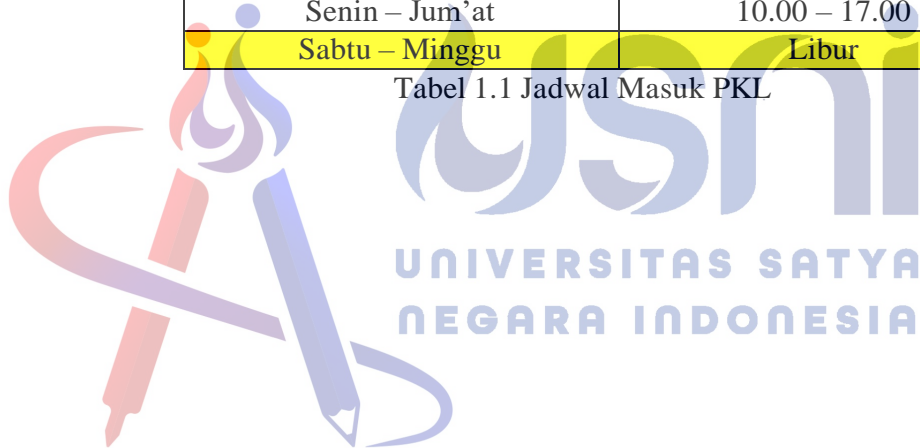 Senin – Jum’at 10.00 – 17.00
Sabtu – Minggu Libur
Tabel 1.1 Jadwal Masuk PKL
usni
UNIVERSITAS SATYA
NEGARA INDONESIA